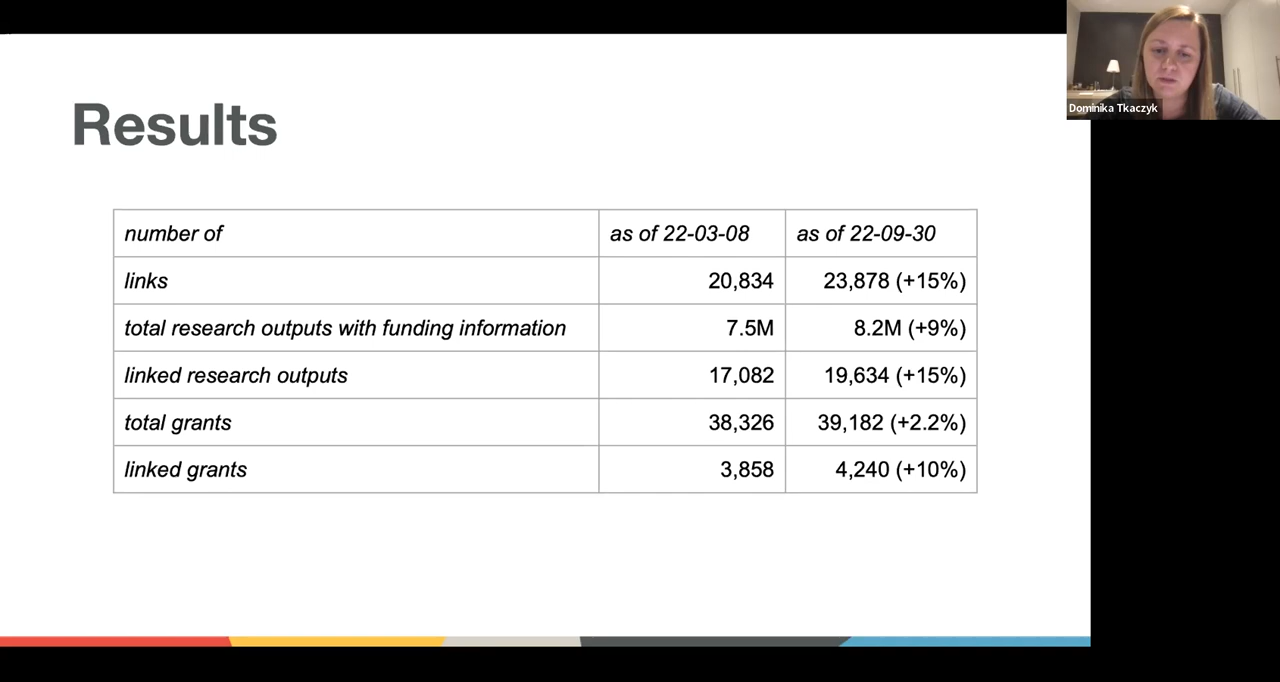 Dominika Tkaczyk
Results
number of as of 22-03-08 as of 22-09-30
links 20,834 23,878 (+15%)
total research outputs with funding information 7.5M 8.2M (+9%)
linked research outputs 17,082 19,634 (+15%)
total grants 38,326 39,182 (+2.2%)
linked grants 3,858 4,240 (+10%)